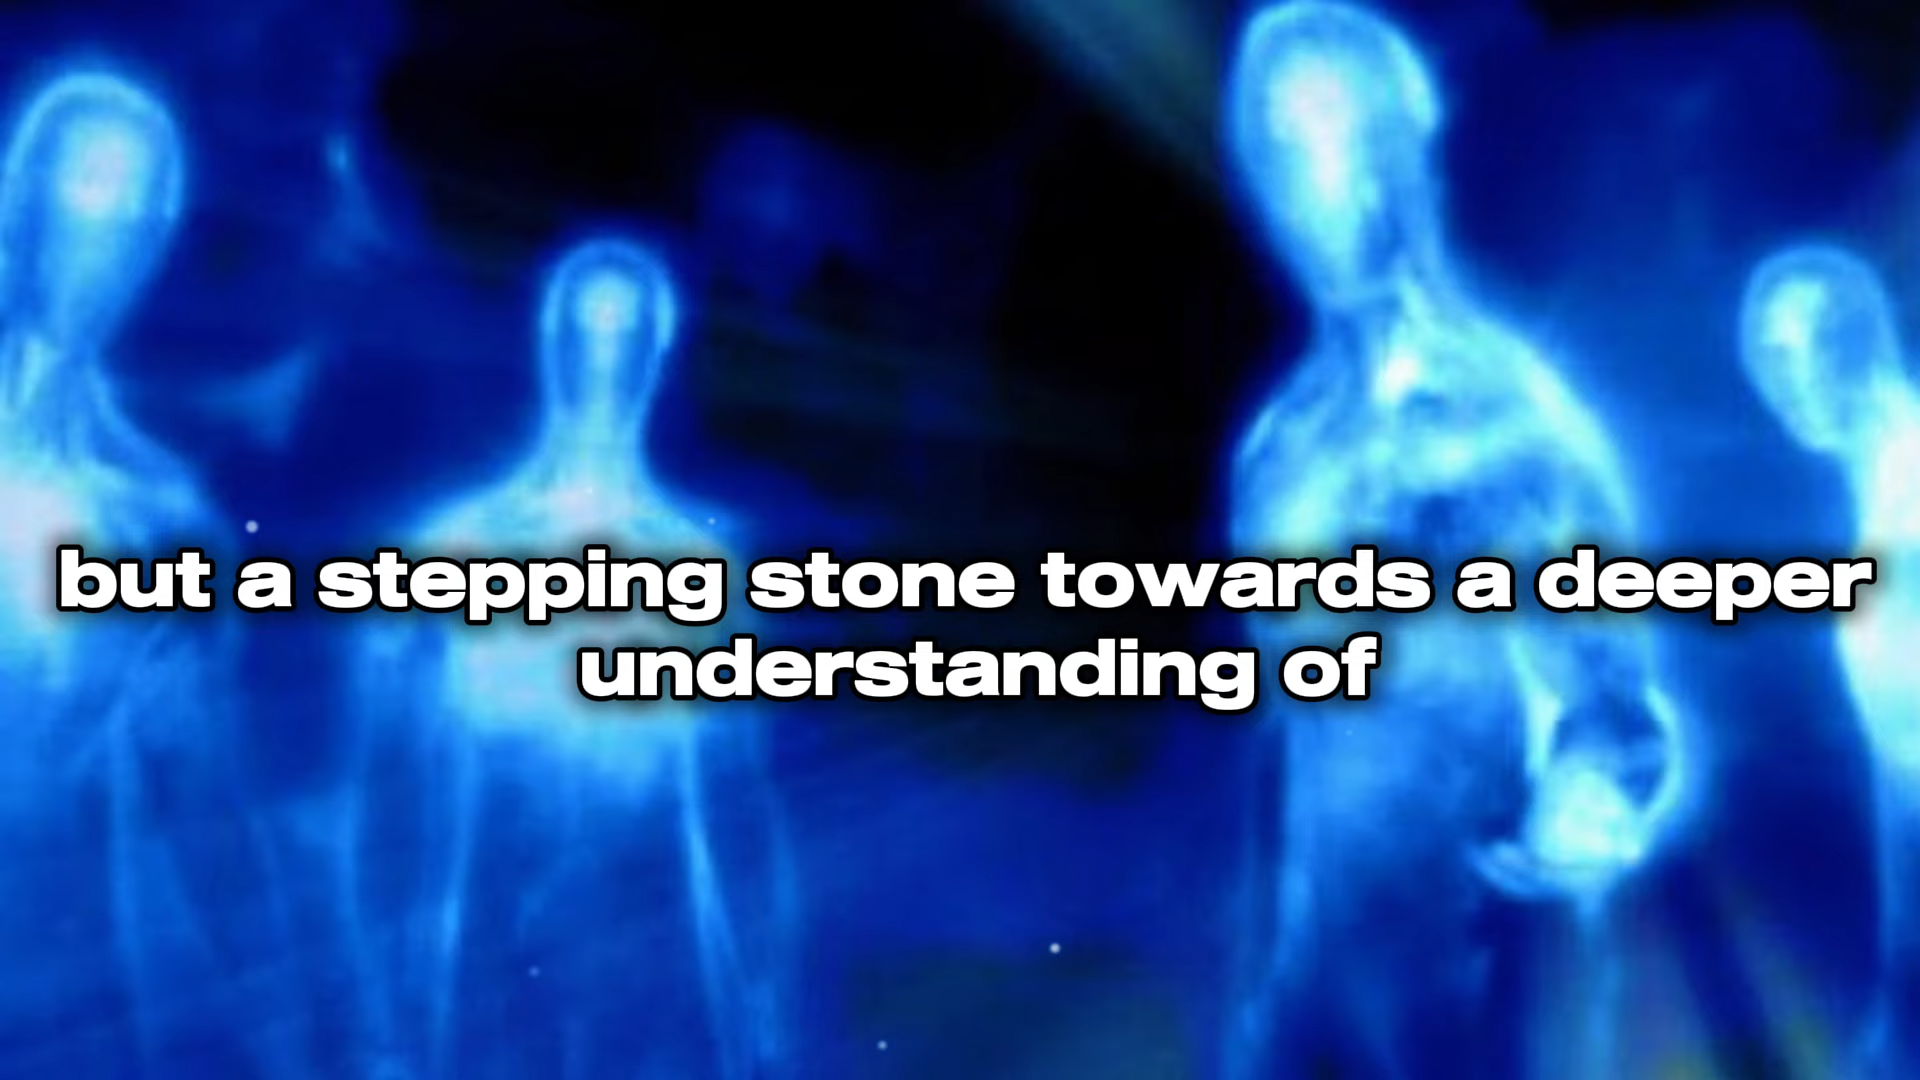 but a stepping stone towards a deeper
understanding of